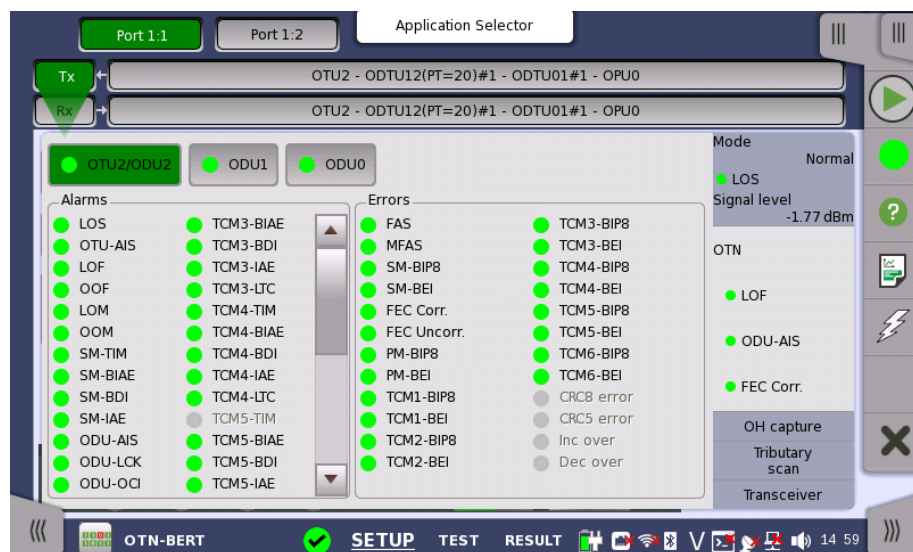 Port 1:1
Port 1:2
Application Selector
Tx
OTU2 - ODTU12(PT=20)#1 - ODTU01#1 - OPU0
Rx
OTU2 - ODTU12(PT=20)#1 - ODTU01#1 - OPU0
OTU2/ODU2
ODU1
ODU0
Alarms
LOS
OTU-AIS
LOF
OOF
LOM
OOM
SM-TIM
SM-BIAE
SM-BDI
SM-IAE
ODU-AIS
ODU-LCK
ODU-OCI
TCM3-BIAE
TCM3-BDI
TCM3-IAE
TCM3-LTC
TCM4-TIM
TCM4-BIAE
TCM4-BDI
TCM4-IAE
TCM4-LTC
TCM5-TIM
TCM5-BIAE
TCM5-BDI
TCM5-IAE
Errors
FAS
MFAS
SM-BIP8
SM-BEI
FEC Corr.
FEC Uncorr.
PM-BIP8
PM-BEI
TCM1-BIP8
TCM1-BEI
TCM2-BIP8
TCM2-BEI
TCM3-BIP8
TCM3-BEI
TCM4-BIP8
TCM4-BEI
TCM5-BIP8
TCM5-BEI
TCM6-BIP8
TCM6-BEI
CRC8 error
CRC5 error
Inc over
Dec over
Mode
Normal
LOS
Signal level
-1.77 dBm
OTN
LOF
ODU-AIS
FEC Corr.
OH capture
Tributary
scan
Transceiver
OTN-BERT
SETUP
TEST
RESULT
V
14 59